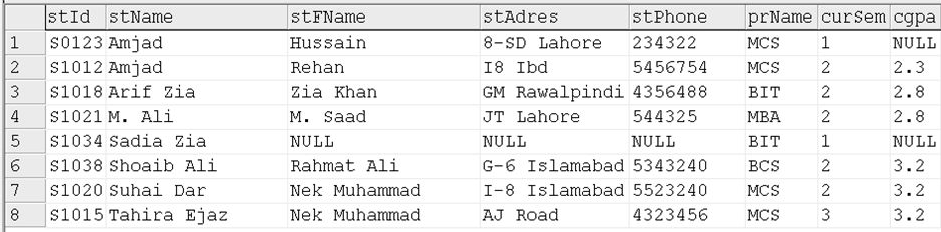 stId stName stFName stAdres stPhone prName curSem cgpa
1 S0123 Amjad Hussain 8-SD Lahore 234322 MCS 1 NULL
2 S1012 Amjad Rehan I8 Ibd 5456754 MCS 2 2.3
3 S1018 Arif Zia Zia Khan GM Rawalpindi 4356488 BIT 2 2.8
4 S1021 M. Ali M. Saad JT Lahore 544325 MBA 2 2.8
5 S1034 Sadia Zia NULL NULL NULL BIT 1 NULL
6 S1038 Shoaib Ali Rahmat Ali G-6 Islamabad 5343240 BCS 2 3.2
7 S1020 Suhai Dar Nek Muhammad I-8 Islamabad 5523240 MCS 2 3.2
8 S1015 Tahira Ejaz Nek Muhammad AJ Road 4323456 MCS 3 3.2